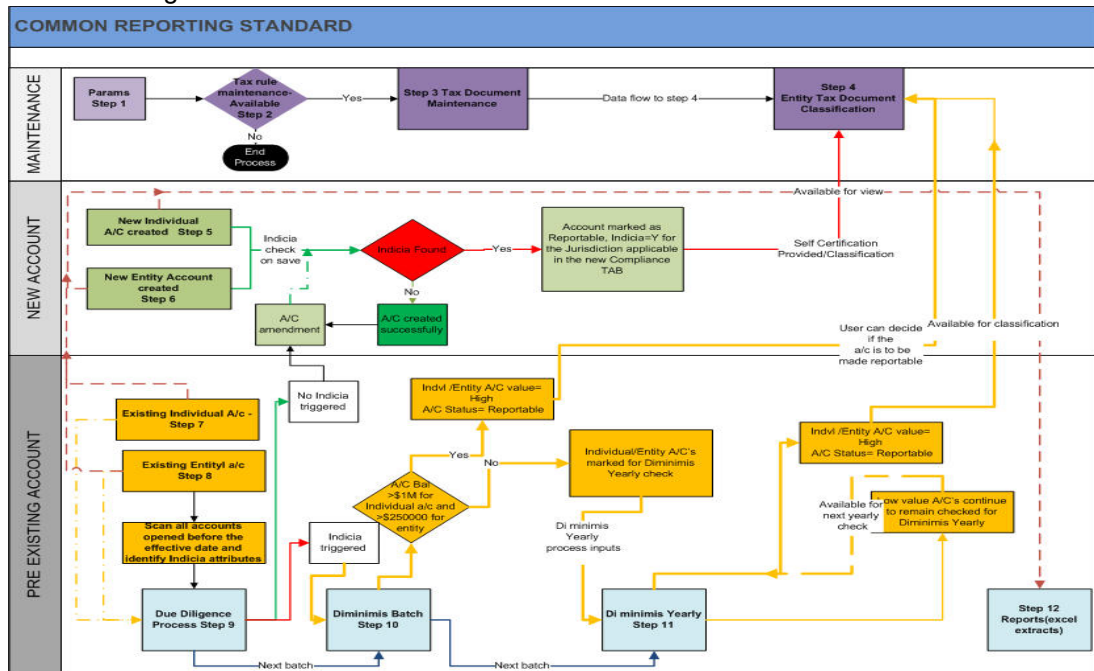 COMMON REPORTING STANDARD
MAINTENANCE
Params
Step 1
Tax rule
maintenance-
Available
Step 2
Yes
No
End
Process
Step 3 Tax Document
Maintenance
Data flow to step 4
Step 4
Entity Tax Document
Classification
NEW ACCOUNT
New Individual
A/C created Step 5
New Entity Account
created
Step 6
Indicia
check
on save
Indicia Found
Yes
No
Account marked as
Reportable, Indicia=Y for
the Jurisdiction applicable
in the new Compliance
TAB
Available for view
Self Certification
Provided/Classification
A/C
amendment
A/C created
successfully
User can decide
if the
a/c is to be
made reportable
Available for classification
PRE EXISTING ACCOUNT
No Indicia
triggered
Existing Individual A/c -
Step 7
Existing Entityl a/c
Step 8
Scan all accounts
opened before the
effective date and
identify Indicia attributes
Due Diligence
Process Step 9
Next batch
Indicia
triggered
Indvl /Entity A/C value=
High
A/C Status= Reportable
Yes
No
A/C Bal
>$1M for
Individual a/c and
>$250000 for
entity
Diminimis Batch
Step 10
Next batch
Individual/Entity A/C's
marked for Diminimis
Yearly check
Di minimis
Yearly
process inputs
Di minimis Yearly
Step 11
Indvl /Entity A/C value=
High
A/C Status= Reportable
Available for
next yearly
check
ow value A/C's continue
to remain checked for
Diminimis Yearly
Step 12
Reports(excel
extracts)